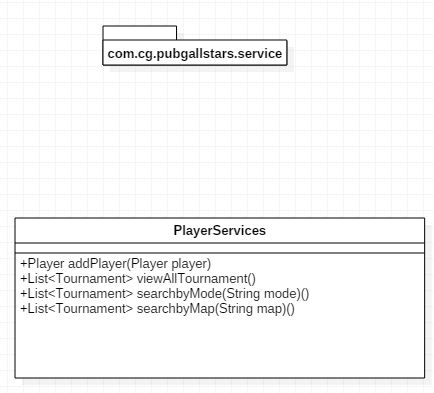 com.cg.pubgallstars.service
PlayerServices
+Player addPlayer(Player player)
+List<Tournament> viewAllTournament()
+List<Tournament> searchbyMode(String mode)()
+List<Tournament> searchbyMap(String map)()